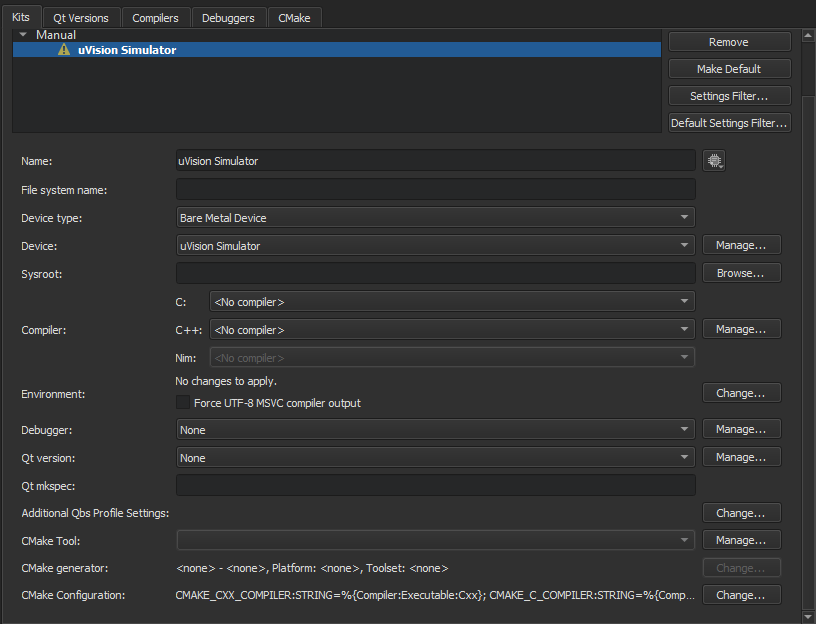 Kits Qt Versions Compilers Debuggers CMake
Manual
uVision Simulator
Remove
Make Default
Settings Filter...
Default Settings Filter...
Name: uVision Simulator
File system name:
Device type: Bare Metal Device
Device: uVision Simulator Manage...
Sysroot: Browse...
C: <No compiler>
Compiler: C++: <No compiler> Manage...
Nim: <No compiler>
No changes to apply.
Environment: Change...
Force UTF-8 MSVC compiler output
Debugger: None Manage...
Qt version: None Manage...
Qt mkspec:
Additional Qbs Profile Settings: Change...
CMake Tool: Manage...
CMake generator: <none> - <none>, Platform: <none>, Toolset: <none> Change...
CMake Configuration: CMAKE_CXX_COMPILER:STRING=%{Compiler:Executable:Cxx}; CMAKE_C_COMPILER:STRING=%{Comp... Change...